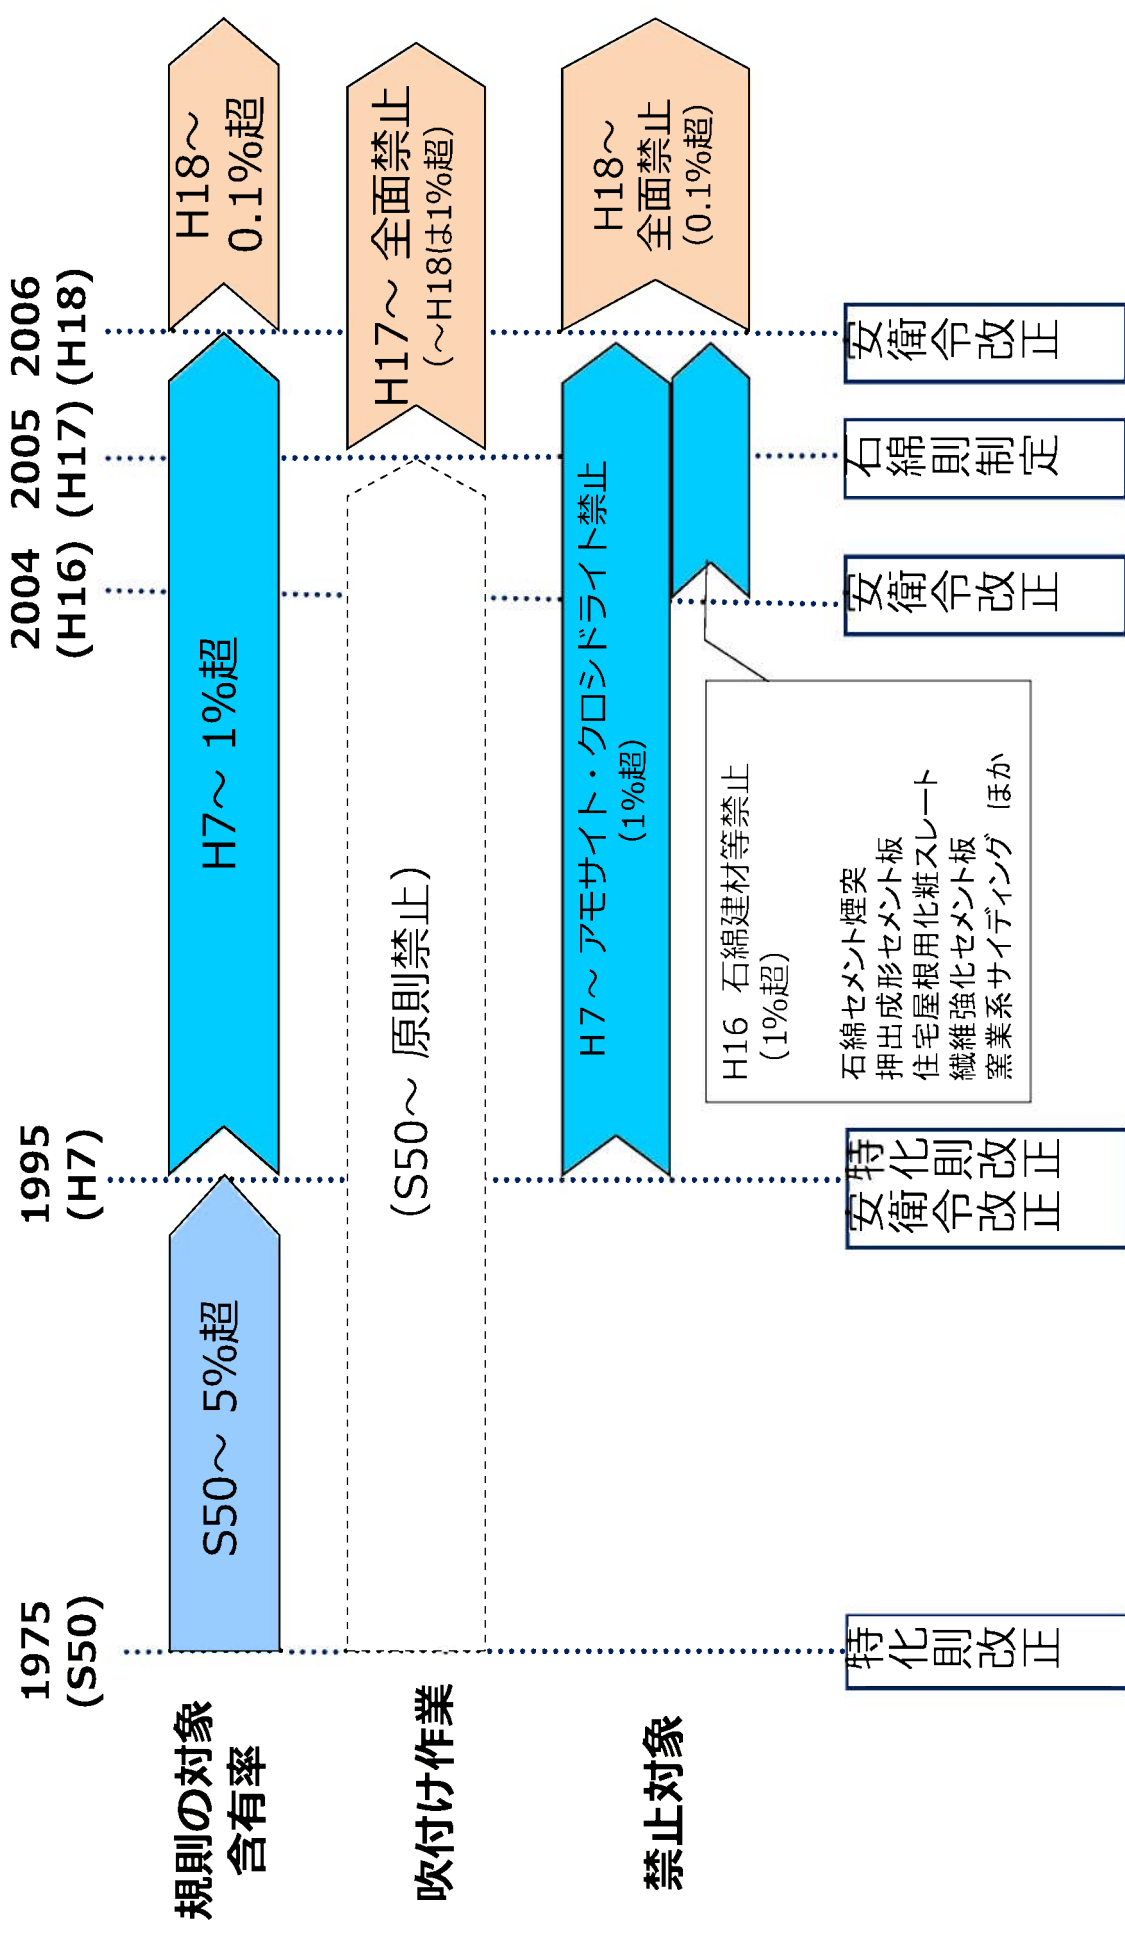 1975
(S50)
1995
(H7)
2004
(H16)
2005
(H17)
2006
(H18)
規則の対象
含有率
S50～ 5%超
H7～ 1%超
H18～
0.1%超
吹付け作業
(S50～ 原則禁止)
H17～ 全面禁止
(～H18は1%超)
禁止対象
H7～ アモサイト・クロシドライト禁止
(1%超)
H18～
全面禁止
(0.1%超)
H16 石綿建材等禁止
(1%超)
石綿セメント煙突
押出成形セメント板
住宅屋根用化粧スレート
繊維強化セメント板
窯業系サイディング ほか
特化則改正
特化則改正
安衛令改正
安衛令改正
石綿則制定
安衛令改正